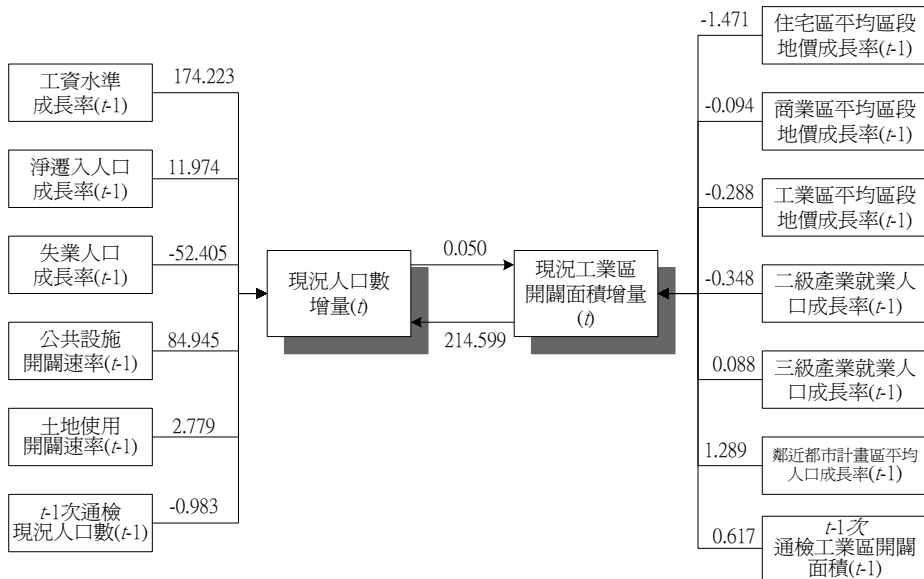 工資水準
成長率(t-1)
174.223
淨遷入人口
成長率(t-1)
11.974
失業人口
成長率(t-1)
-52.405
公共設施
開闢速率(t-1)
84.945
土地使用
開闢速率(t-1)
2.779
t-1次通檢
現況人口數(t-1)
-0.983
現況人口數
增量(t)
0.050
214.599
現況工業區
開闢面積增量
(t)
-1.471
住宅區平均區段
地價成長率(t-1)
-0.094
商業區平均區段
地價成長率(t-1)
-0.288
工業區平均區段
地價成長率(t-1)
-0.348
二級產業就業人
口成長率(t-1)
0.088
三級產業就業人
口成長率(t-1)
1.289
鄰近都市計畫區平均
人口成長率(t-1)
0.617
t-1次
通檢工業區開闢
面積(t-1)